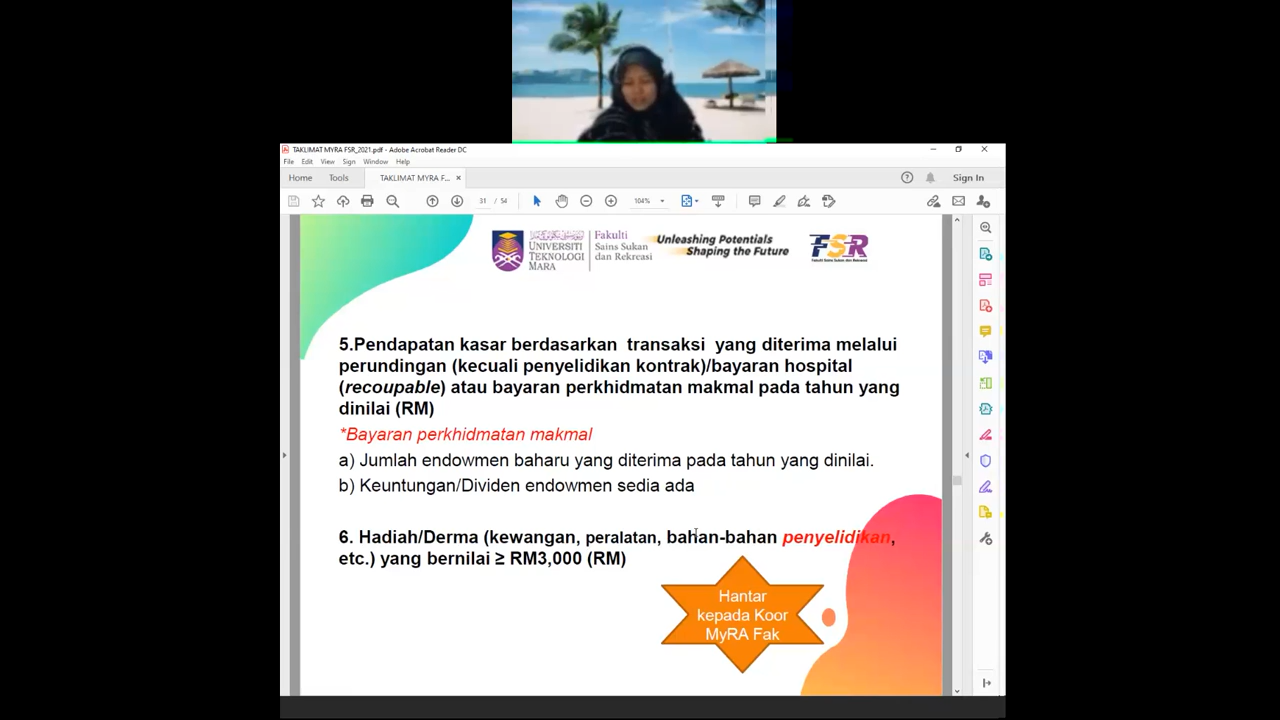 TAKLIMAT MYRA FSR_2021.pdf - Adobe Acrobat Reader DC
File Edit View Sign Window Help
Home Tools TAKLIMAT MYRA F... × Sign In
31 / 54 104%
UNIVERSITI
TEKNOLOGI
MARA
Fakulti
Sains Sukan
dan Rekreasi
Unleashing Potentials
Shaping the Future
FSR
Fakulti Sains Sukan dan Rekreasi
5.Pendapatan kasar berdasarkan transaksi yang diterima melalui
perundingan (kecuali penyelidikan kontrak)/bayaran hospital
(recoupable) atau bayaran perkhidmatan makmal pada tahun yang
dinilai (RM)
*Bayaran perkhidmatan makmal
a) Jumlah endowmen baharu yang diterima pada tahun yang dinilai.
b) Keuntungan/Dividen endowmen sedia ada
6. Hadiah/Derma (kewangan, peralatan, bahan-bahan penyelidikan,
etc.) yang bernilai ≥ RM3,000 (RM)
Hantar
kepada Koor
MyRA Fak